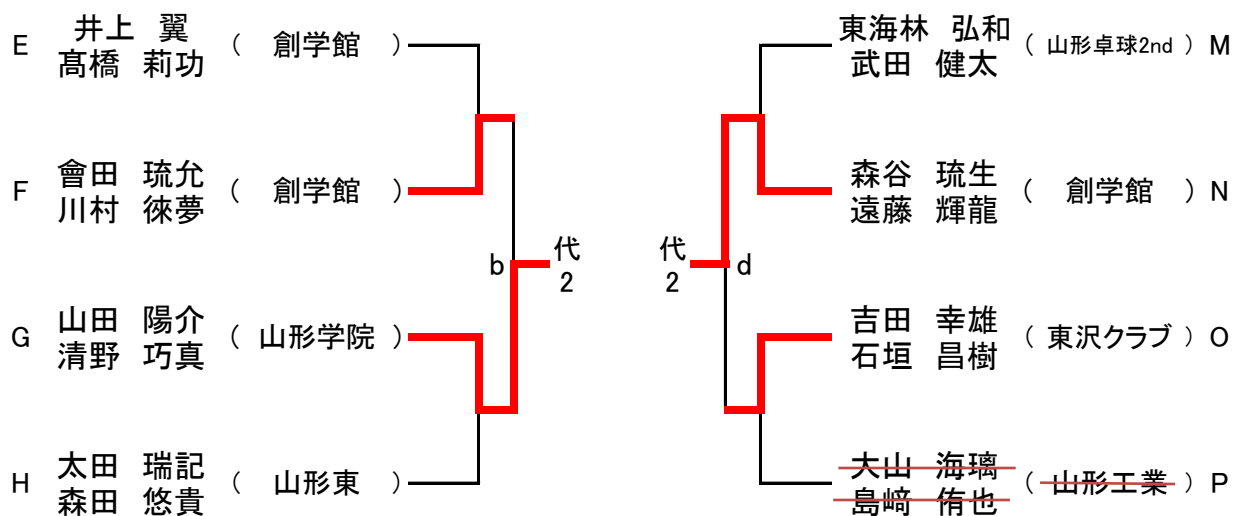 E 井上 翼 髙橋 莉功 ( 創学館 )
F 會田 琉允 川村 徠夢 ( 創学館 )
b 代2
G 山田 陽介 清野 巧真 ( 山形学院 )
H 太田 瑞記 森田 悠貴 ( 山形東 )
東海林 弘和 武田 健太 ( 山形卓球2nd ) M
森谷 琉生 遠藤 輝龍 ( 創学館 ) N
代2 d
吉田 幸雄 石垣 昌樹 ( 東沢クラブ ) O
大山 海璃 島﨑 侑也 ( 山形工業 ) P